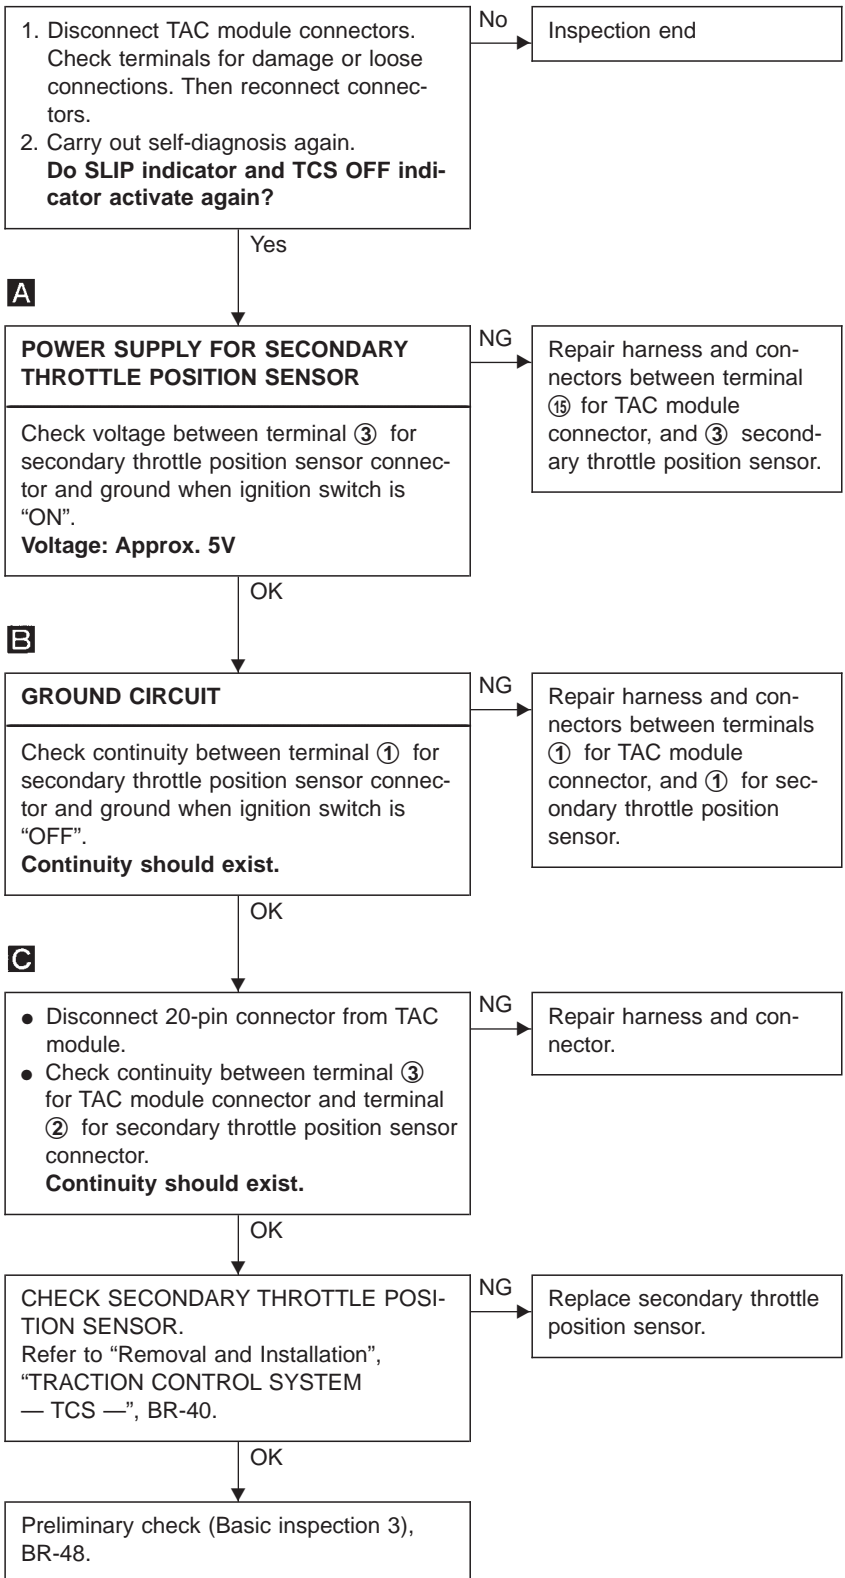 1. Disconnect TAC module connectors.
Check terminals for damage or loose
connections. Then reconnect connec-
tors.
2. Carry out self-diagnosis again.
Do SLIP indicator and TCS OFF indi-
cator activate again?
No
Inspection end
Yes
A
POWER SUPPLY FOR SECONDARY
THROTTLE POSITION SENSOR
Check voltage between terminal ③ for
secondary throttle position sensor connec-
tor and ground when ignition switch is
“ON”.
Voltage: Approx. 5V
NG
Repair harness and con-
nectors between terminal
⑮ for TAC module
connector, and ③ second-
ary throttle position sensor.
OK
B
GROUND CIRCUIT
Check continuity between terminal ① for
secondary throttle position sensor connec-
tor and ground when ignition switch is
“OFF”.
Continuity should exist.
NG
Repair harness and con-
nectors between terminals
① for TAC module
connector, and ① for sec-
ondary throttle position
sensor.
OK
C
● Disconnect 20-pin connector from TAC
module.
● Check continuity between terminal ③
for TAC module connector and terminal
② for secondary throttle position sensor
connector.
Continuity should exist.
NG
Repair harness and con-
nector.
OK
CHECK SECONDARY THROTTLE POSI-
TION SENSOR.
Refer to “Removal and Installation”,
“TRACTION CONTROL SYSTEM
— TCS —”, BR-40.
NG
Replace secondary throttle
position sensor.
OK
Preliminary check (Basic inspection 3),
BR-48.